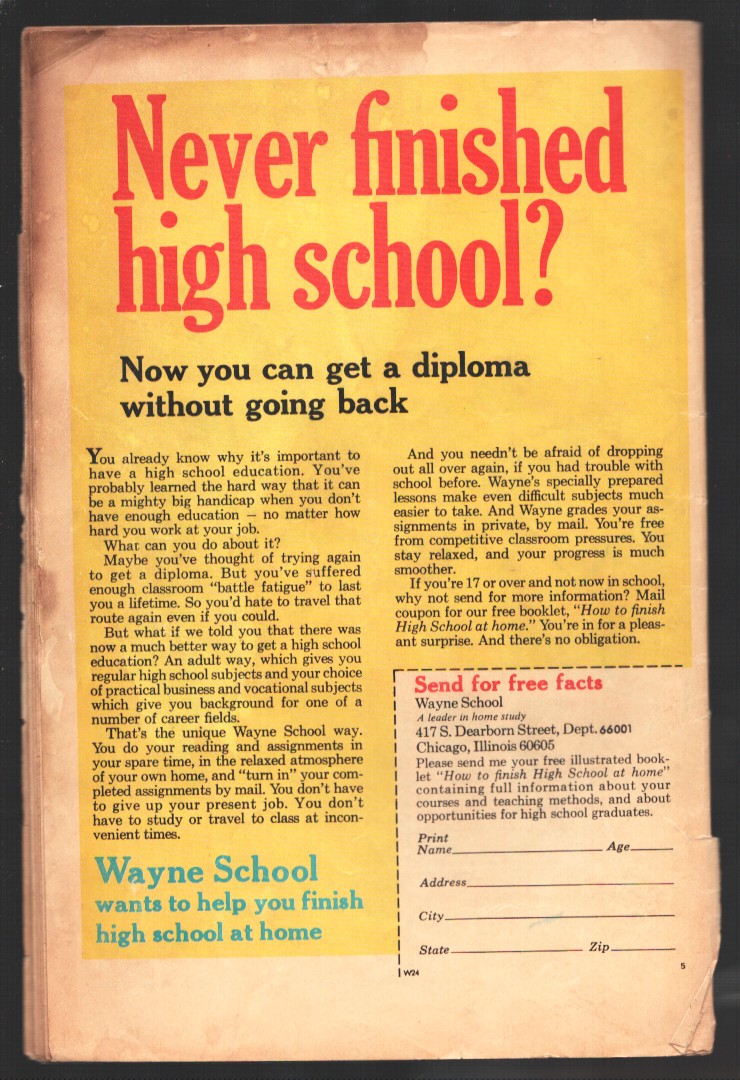 Never finished
high school?
Now you can get a diploma
without going back
You already know why it's important to
have a high school education. You've
probably learned the hard way that it can
be a mighty big handicap when you don't
have enough education — no matter how
hard you work at your job.
What can you do about it?
Maybe you've thought of trying again
to get a diploma. But you've suffered
enough classroom "battle fatigue" to last
you a lifetime. So you'd hate to travel that
route again even if you could.
But what if we told you that there was
now a much better way to get a high school
education? An adult way, which gives you
regular high school subjects and your choice
of practical business and vocational subjects
which give you background for one of a
number of career fields.
That's the unique Wayne School way.
You do your reading and assignments in
your spare time, in the relaxed atmosphere
of your own home, and "turn in" your com-
pleted assignments by mail. You don't have
to give up your present job. You don't
have to study or travel to class at incon-
venient times.
Wayne School
wants to help you finish
high school at home
And you needn't be afraid of dropping
out all over again, if you had trouble with
school before. Wayne's specially prepared
lessons make even difficult subjects much
easier to take. And Wayne grades your as-
signments in private, by mail. You're free
from competitive classroom pressures. You
stay relaxed, and your progress is much
smoother.
If you're 17 or over and not now in school,
why not send for more information? Mail
coupon for our free booklet, "How to finish
High School at home." You're in for a pleas-
ant surprise. And there's no obligation.
Send for free facts
Wayne School
A leader in home study
417 S. Dearborn Street, Dept. 66001
Chicago, Illinois 60605
Please send me your free illustrated book-
let "How to finish High School at home"
containing full information about your
courses and teaching methods, and about
opportunities for high school graduates.
Print
Name Age
Address
City
State Zip
W24
5